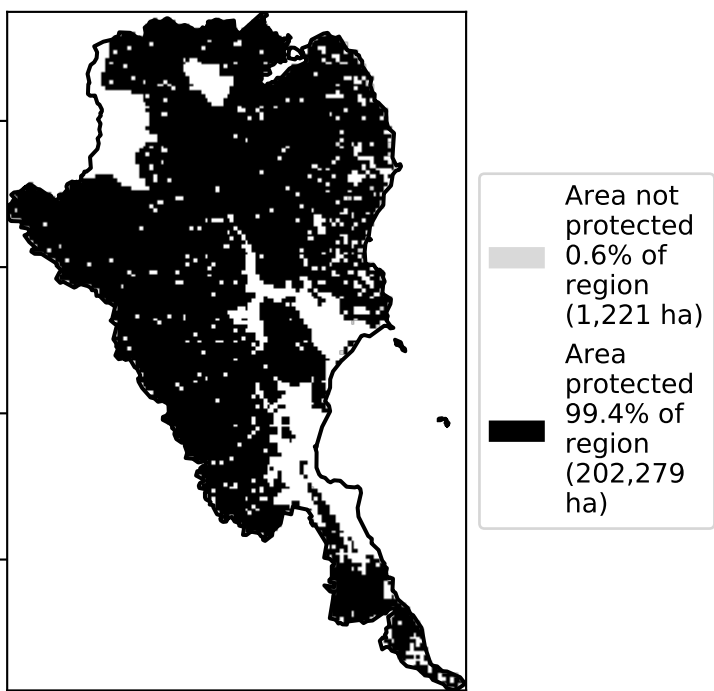 Area not
protected
0.6% of
region
(1,221 ha)
Area
protected
99.4% of
region
(202,279
ha)